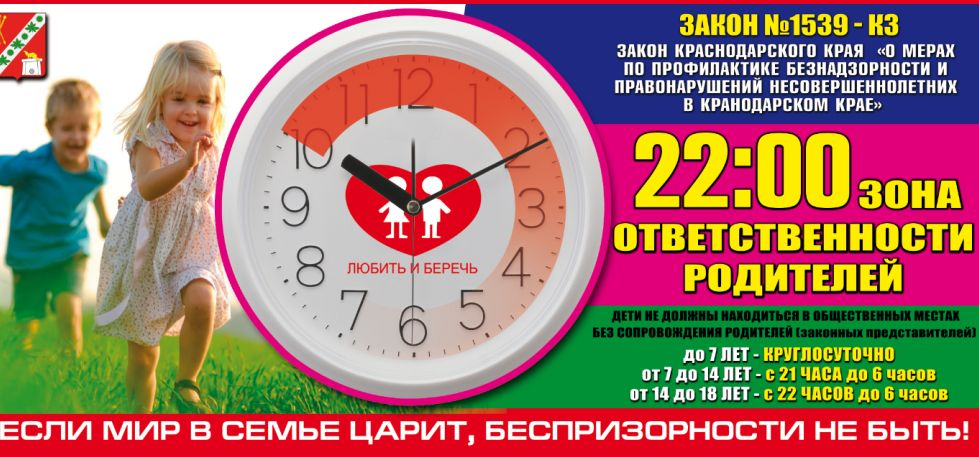 ЗАКОН №1539 - КЗ
ЗАКОН КРАСНОДАРСКОГО КРАЯ «О МЕРАХ
ПО ПРОФИЛАКТИКЕ БЕЗНАДЗОРНОСТИ И
ПРАВОНАРУШЕНИЙ НЕСОВЕРШЕННОЛЕТНИХ
В КРАНОДАРСКОМ КРАЕ»
22:00 ЗОНА
ОТВЕТСТВЕННОСТИ
РОДИТЕЛЕЙ
ДЕТИ НЕ ДОЛЖНЫ НАХОДИТЬСЯ В ОБЩЕСТВЕННЫХ МЕСТАХ
БЕЗ СОПРОВОЖДЕНИЯ РОДИТЕЛЕЙ (законных представителей)
до 7 ЛЕТ - КРУГЛОСУТОЧНО
от 7 до 14 ЛЕТ - с 21 ЧАСА до 6 часов
от 14 до 18 ЛЕТ - с 22 ЧАСОВ до 6 часов
12
11
1
10
2
9
3
8
4
7
5
6
ЛЮБИТЬ И БЕРЕЧЬ
ЕСЛИ МИР В СЕМЬЕ ЦАРИТ, БЕСПРИЗОРНОСТИ НЕ БЫТЬ!